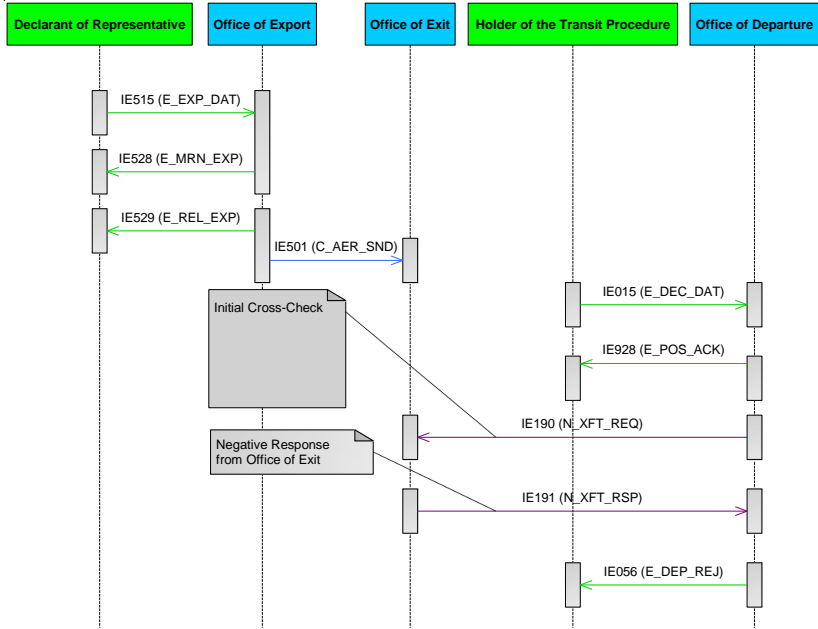 Declarant of Representative
Office of Export
Office of Exit
Holder of the Transit Procedure
Office of Departure
IE515 (E_EXP_DAT)
IE528 (E_MRN_EXP)
IE529 (E_REL_EXP)
IE501 (C_AER_SND)
IE015 (E_DEC_DAT)
Initial Cross-Check
IE928 (E_POS_ACK)
IE190 (N_XFT_REQ)
Negative Response
from Office of Exit
IE191 (N_XFT_RSP)
IE056 (E_DEP_REJ)